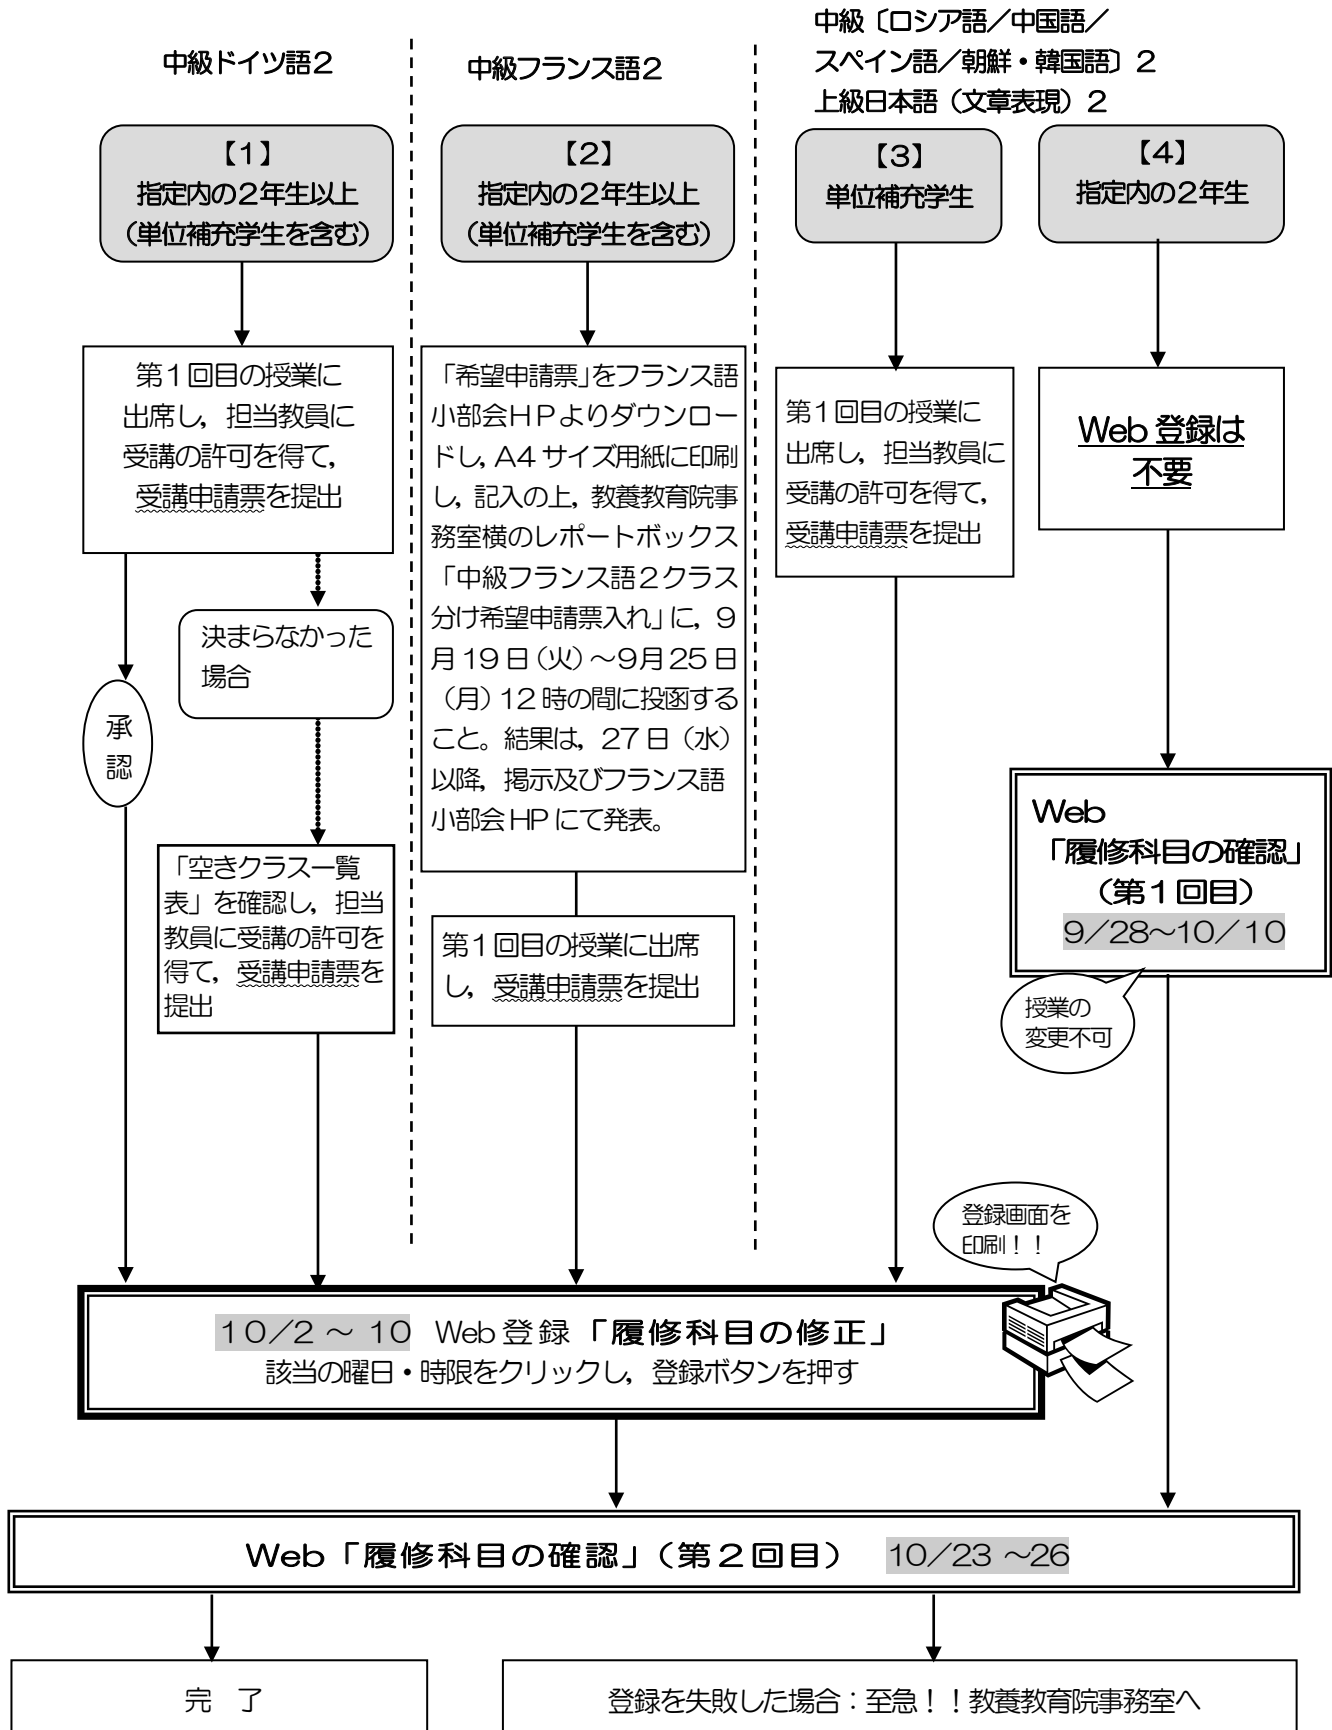 中級ドイツ語2
中級フランス語2
中級〔ロシア語／中国語／
スペイン語／朝鮮・韓国語〕2
上級日本語（文章表現）2
【1】
指定内の2年生以上
（単位補充学生を含む）
【2】
指定内の2年生以上
（単位補充学生を含む）
【3】
単位補充学生
【4】
指定内の2年生
第1回目の授業に
出席し，担当教員に
受講の許可を得て，
受講申請票を提出
決まらなかった
場合
承
認
「空きクラス一覧
表」を確認し，担当
教員に受講の許可を
得て，受講申請票を
提出
「希望申請票」をフランス語
小部会HPよりダウンロー
ドし，A4サイズ用紙に印刷
し，記入の上，教養教育院事
務室横のレポートボックス
「中級フランス語2クラス
分け希望申請票入れ」に，9
月19日（火）～9月25日
（月）12時の間に投函する
こと。結果は，27日（水）
以降，掲示及びフランス語
小部会HPにて発表。
第1回目の授業に出席
し，受講申請票を提出
第1回目の授業に
出席し，担当教員に
受講の許可を得て，
受講申請票を提出
Web登録は
不要
Web
「履修科目の確認」
（第1回目）
9／28～10／10
授業の
変更不可
登録画面を
印刷！！
10／2 ～ 10 Web登録「履修科目の修正」
該当の曜日・時限をクリックし，登録ボタンを押す
Web「履修科目の確認」（第2回目） 10／23 ～26
完 了
登録を失敗した場合：至急！！教養教育院事務室へ